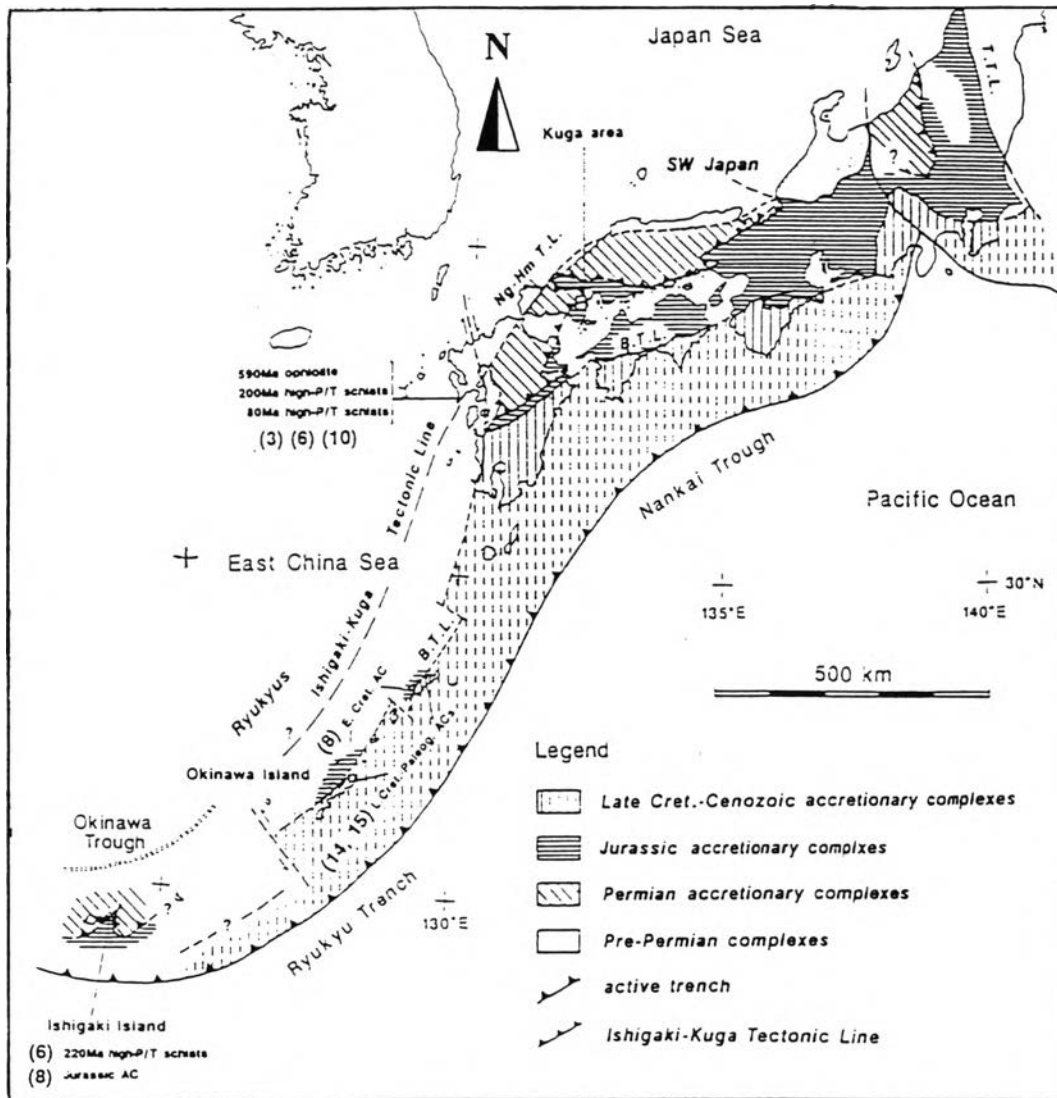 Japan Sea
N
T.T.L.
Kuga area
SW Japan
?
Ng-Hm T.L.
B.T.L.
590Ma ophiolite
200Ma high-P/T schists
80Ma high-P/T schists
(3) (6) (10)
Nankai Trough
Pacific Ocean
East China Sea
Ishigaki-Kuga Tectonic Line
30°N
135°E
140°E
B.T.L.
500 km
Ryukyus
?
(8) E. Cret. AC
Okinawa Island
(14, 15) L.Cret.-Paleog. ACs
Okinawa
Trough
?
?
130°E
Ryukyu Trench
Ishigaki Island
(6) 220Ma high-P/T schists
(8) Jurassic AC
Legend
Late Cret.-Cenozoic accretionary complexes
Jurassic accretionary complxes
Permian accretionary complexes
Pre-Permian complexes
active trench
Ishigaki-Kuga Tectonic Line